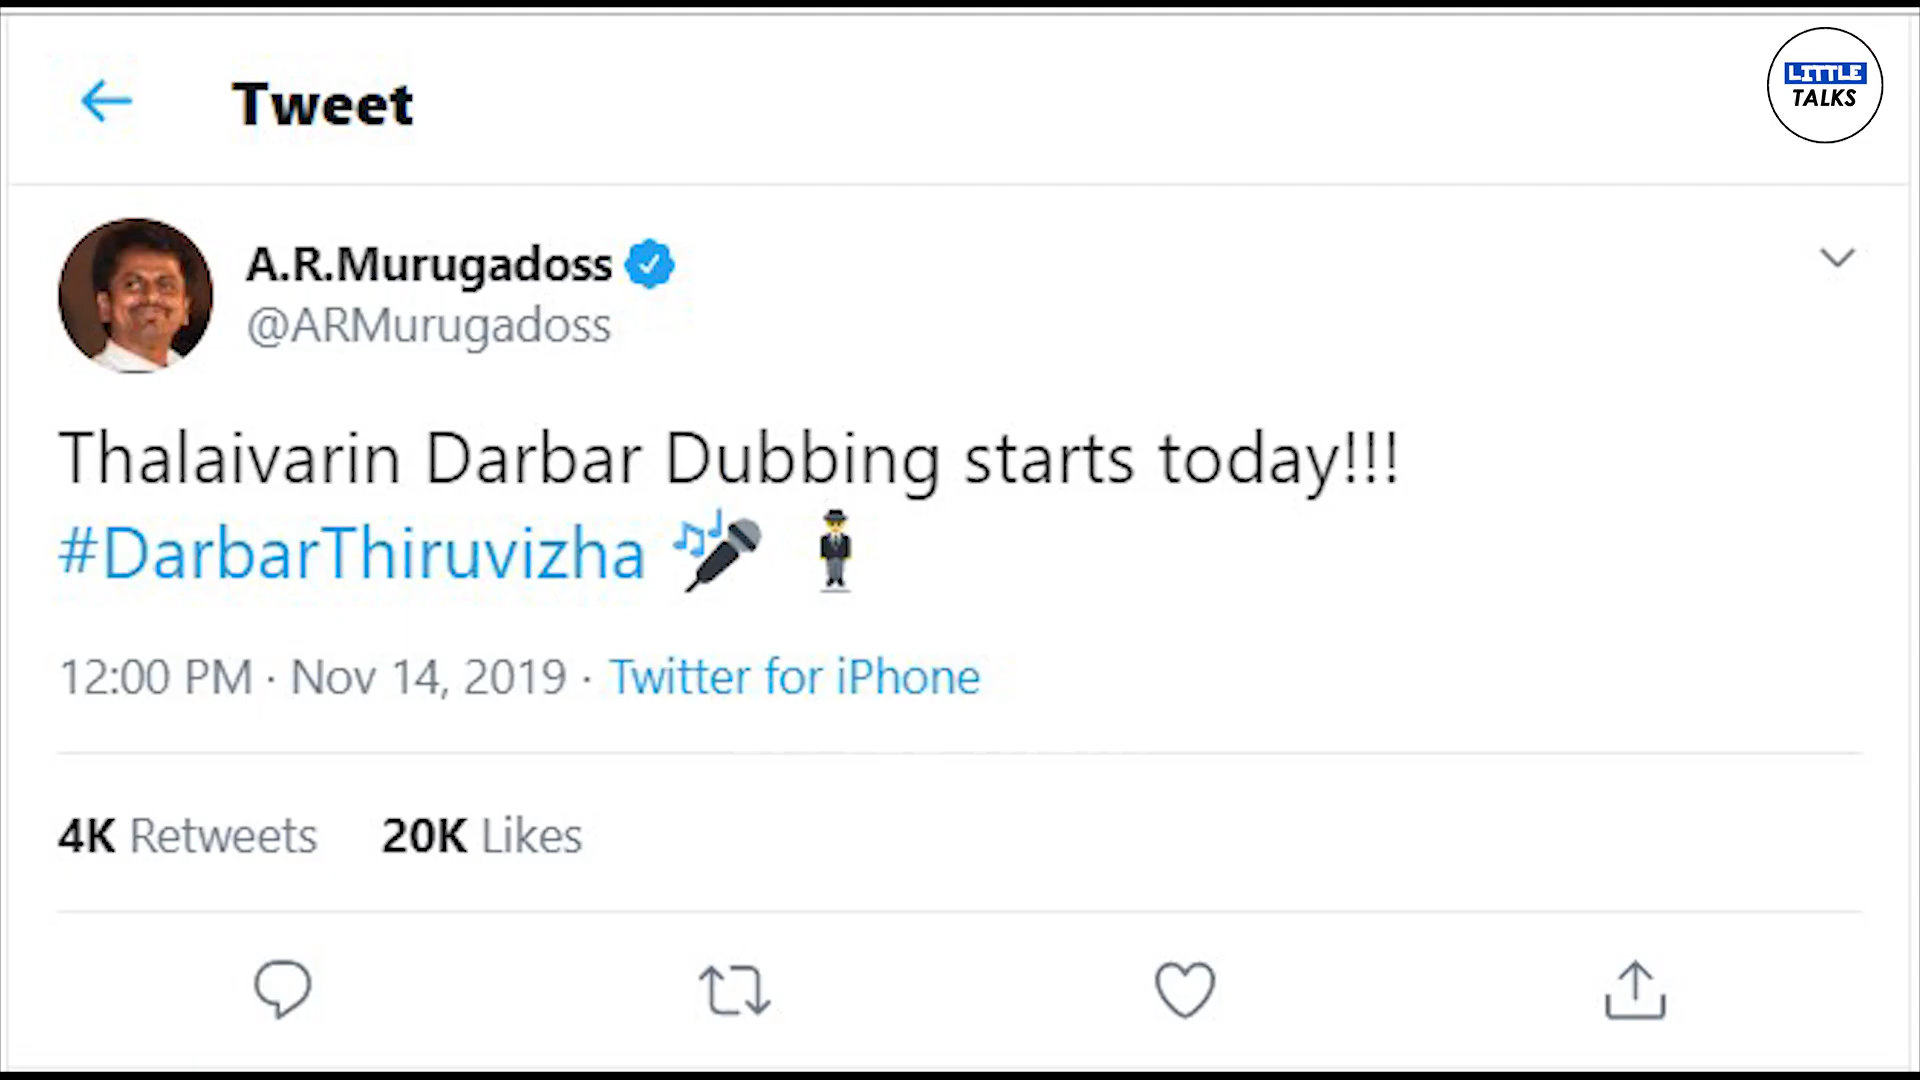 Tweet
LITTLE
TALKS
A.R.Murugadoss
@ARMurugadoss
Thalaivarin Darbar Dubbing starts today!!!
#DarbarThiruvizha 🎤 🕴
12:00 PM · Nov 14, 2019 · Twitter for iPhone
4K Retweets 20K Likes